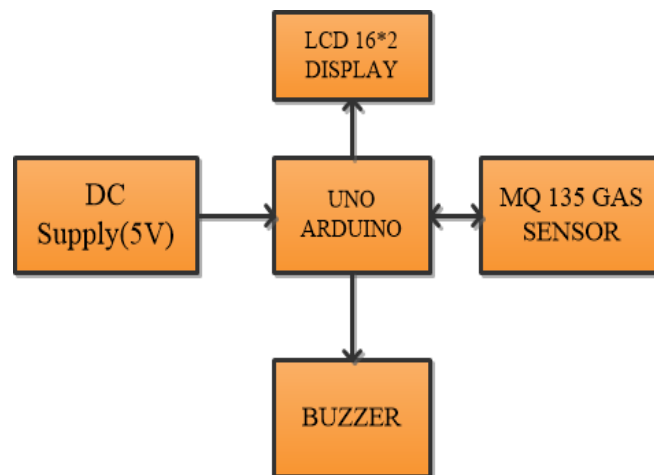 LCD 16*2
DISPLAY
DC
Supply(5V)
UNO
ARDUINO
MQ 135 GAS
SENSOR
BUZZER